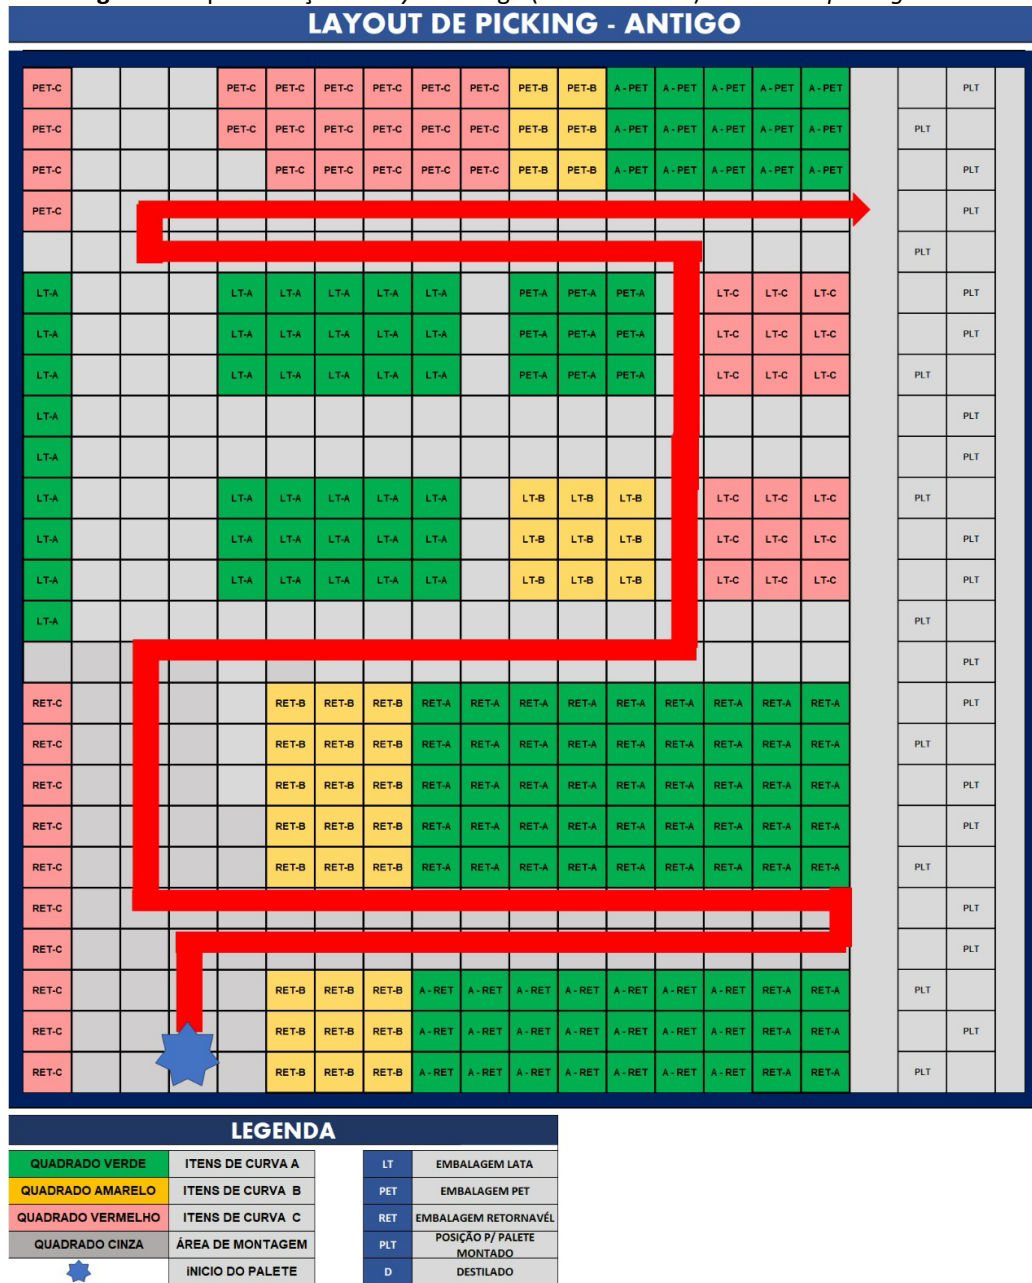 LAYOUT DE PICKING - ANTIGO
PET-C PET-C PET-C PET-C PET-C PET-C PET-C PET-B PET-B A - PET A - PET A - PET A - PET A - PET PLT
PET-C PET-C PET-C PET-C PET-C PET-C PET-C PET-B PET-B A - PET A - PET A - PET A - PET A - PET PLT
PET-C PET-C PET-C PET-C PET-C PET-C PET-B PET-B A - PET A - PET A - PET A - PET A - PET PLT
PET-C PLT
PLT
LT-A LT-A LT-A LT-A LT-A LT-A PET-A PET-A PET-A LT-C LT-C LT-C PLT
LT-A LT-A LT-A LT-A LT-A LT-A PET-A PET-A PET-A LT-C LT-C LT-C PLT
LT-A LT-A LT-A LT-A LT-A LT-A PET-A PET-A PET-A LT-C LT-C LT-C PLT
LT-A PLT
LT-A PLT
LT-A LT-A LT-A LT-A LT-A LT-A LT-B LT-B LT-B LT-C LT-C LT-C PLT
LT-A LT-A LT-A LT-A LT-A LT-A LT-B LT-B LT-B LT-C LT-C LT-C PLT
LT-A LT-A LT-A LT-A LT-A LT-A LT-B LT-B LT-B LT-C LT-C LT-C PLT
LT-A PLT
PLT
RET-C RET-B RET-B RET-B RET-A RET-A RET-A RET-A RET-A RET-A RET-A RET-A RET-A PLT
RET-C RET-B RET-B RET-B RET-A RET-A RET-A RET-A RET-A RET-A RET-A RET-A RET-A PLT
RET-C RET-B RET-B RET-B RET-A RET-A RET-A RET-A RET-A RET-A RET-A RET-A RET-A PLT
RET-C RET-B RET-B RET-B RET-A RET-A RET-A RET-A RET-A RET-A RET-A RET-A RET-A PLT
RET-C RET-B RET-B RET-B RET-A RET-A RET-A RET-A RET-A RET-A RET-A RET-A RET-A PLT
RET-C PLT
RET-C PLT
RET-C RET-B RET-B RET-B A - RET A - RET A - RET A - RET A - RET A - RET A - RET RET-A RET-A PLT
RET-C RET-B RET-B RET-B A - RET A - RET A - RET A - RET A - RET A - RET A - RET RET-A RET-A PLT
RET-C RET-B RET-B RET-B A - RET A - RET A - RET A - RET A - RET A - RET A - RET RET-A RET-A PLT
LEGENDA
QUADRADO VERDE ITENS DE CURVA A LT EMBALAGEM LATA
QUADRADO AMARELO ITENS DE CURVA B PET EMBALAGEM PET
QUADRADO VERMELHO ITENS DE CURVA C RET EMBALAGEM RETORNAVÉL
QUADRADO CINZA ÁREA DE MONTAGEM PLT POSIÇÃO P/ PALETE
MONTADO
iNICIO DO PALETE D DESTILADO